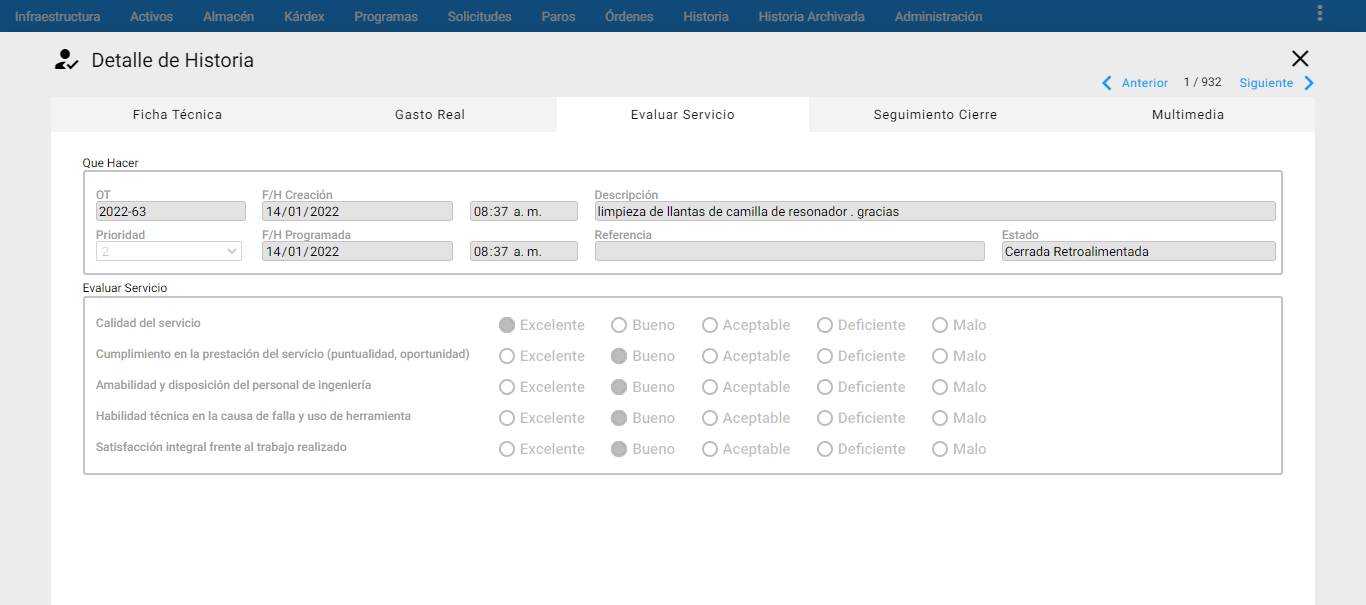 Infraestructura Activos Almacén Kárdex Programas Solicitudes Paros Órdenes Historia Historia Archivada Administración
Detalle de Historia
Anterior 1 / 932 Siguiente
Ficha Técnica Gasto Real Evaluar Servicio Seguimiento Cierre Multimedia
Que Hacer
OT F/H Creación Descripción
2022-63 14/01/2022 08:37 a. m. limpieza de llantas de camilla de resonador . gracias
Prioridad F/H Programada Referencia Estado
2 14/01/2022 08:37 a. m. Cerrada Retroalimentada
Evaluar Servicio
Calidad del servicio Excelente Bueno Aceptable Deficiente Malo
Cumplimiento en la prestación del servicio (puntualidad, oportunidad) Excelente Bueno Aceptable Deficiente Malo
Amabilidad y disposición del personal de ingeniería Excelente Bueno Aceptable Deficiente Malo
Habilidad técnica en la causa de falla y uso de herramienta Excelente Bueno Aceptable Deficiente Malo
Satisfacción integral frente al trabajo realizado Excelente Bueno Aceptable Deficiente Malo